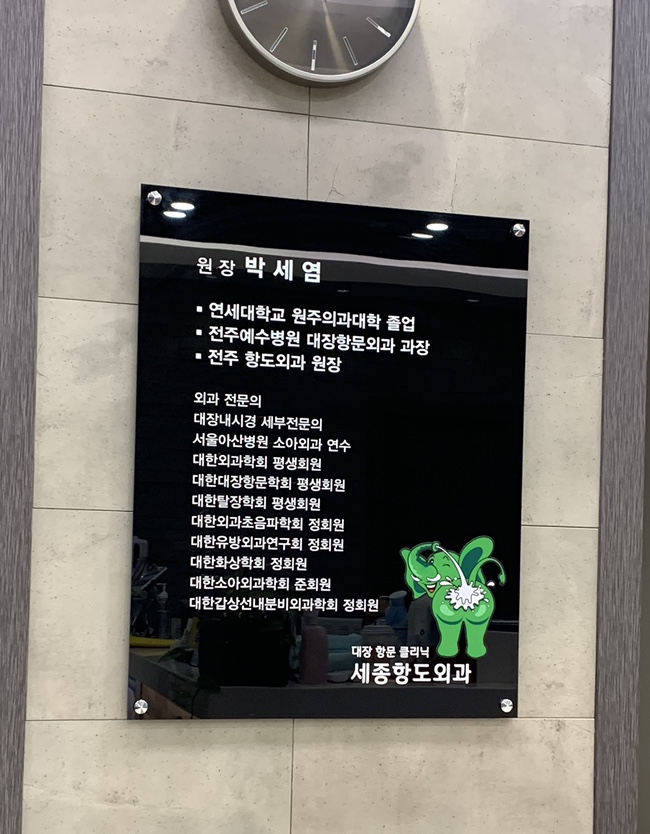 원장 박세염
▪ 연세대학교 원주의과대학 졸업
▪ 전주예수병원 대장항문외과 과장
▪ 전주 항도외과 원장
외과 전문의
대장내시경 세부전문의
서울아산병원 소아외과 연수
대한외과학회 평생회원
대한대장항문학회 평생회원
대한탈장학회 평생회원
대한외과초음파학회 정회원
대한유방외과연구회 정회원
대한화상학회 정회원
대한소아외과학회 준회원
대한갑상선내분비외과학회 정회원
대장 항문 클리닉
세종항도외과